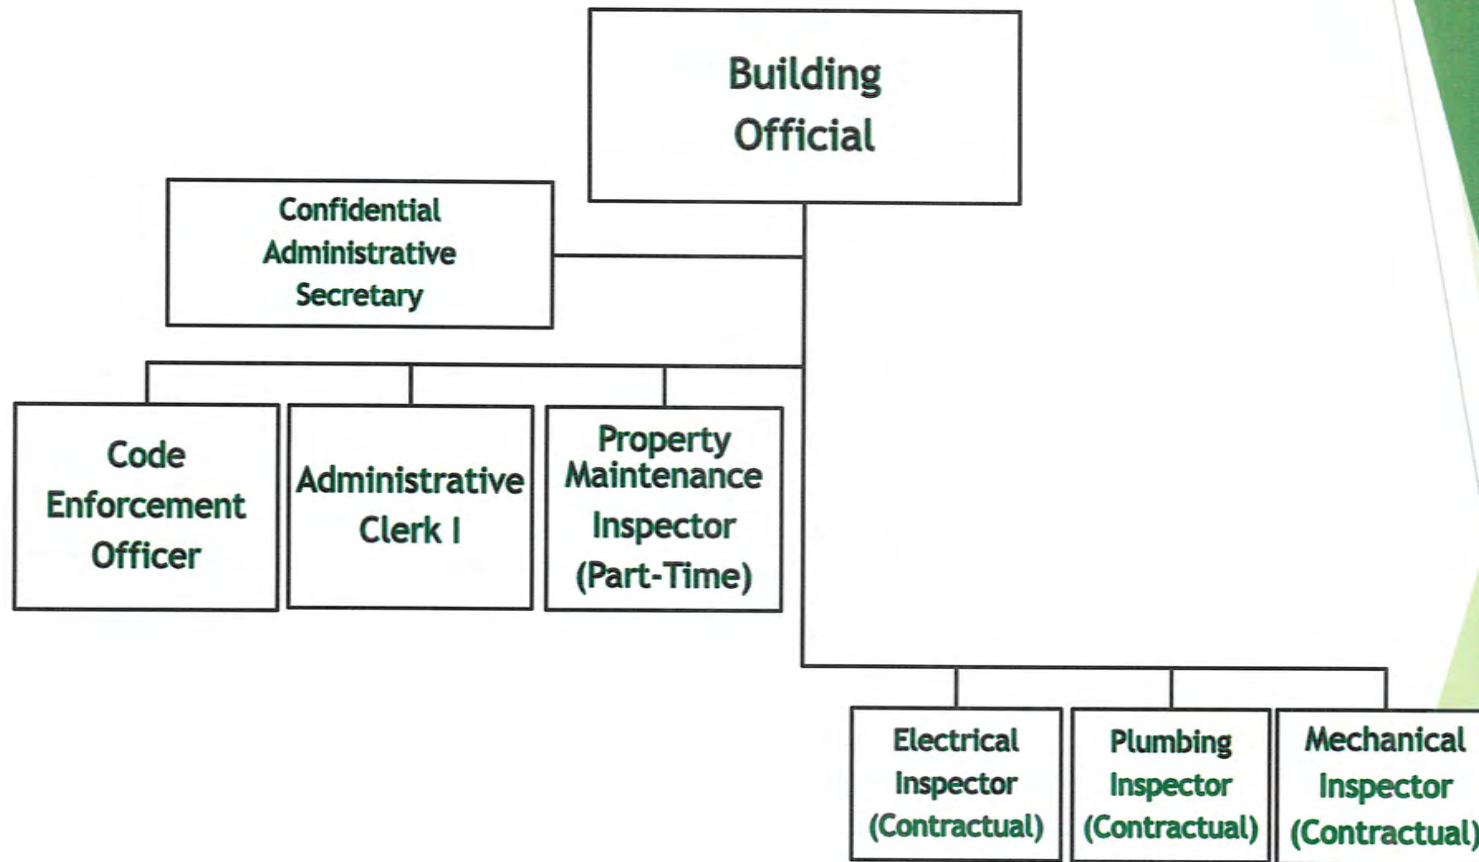 Building
Official
Confidential
Administrative
Secretary
Code
Enforcement
Officer
Administrative
Clerk I
Property
Maintenance
Inspector
(Part-Time)
Electrical
Inspector
(Contractual)
Plumbing
Inspector
(Contractual)
Mechanical
Inspector
(Contractual)